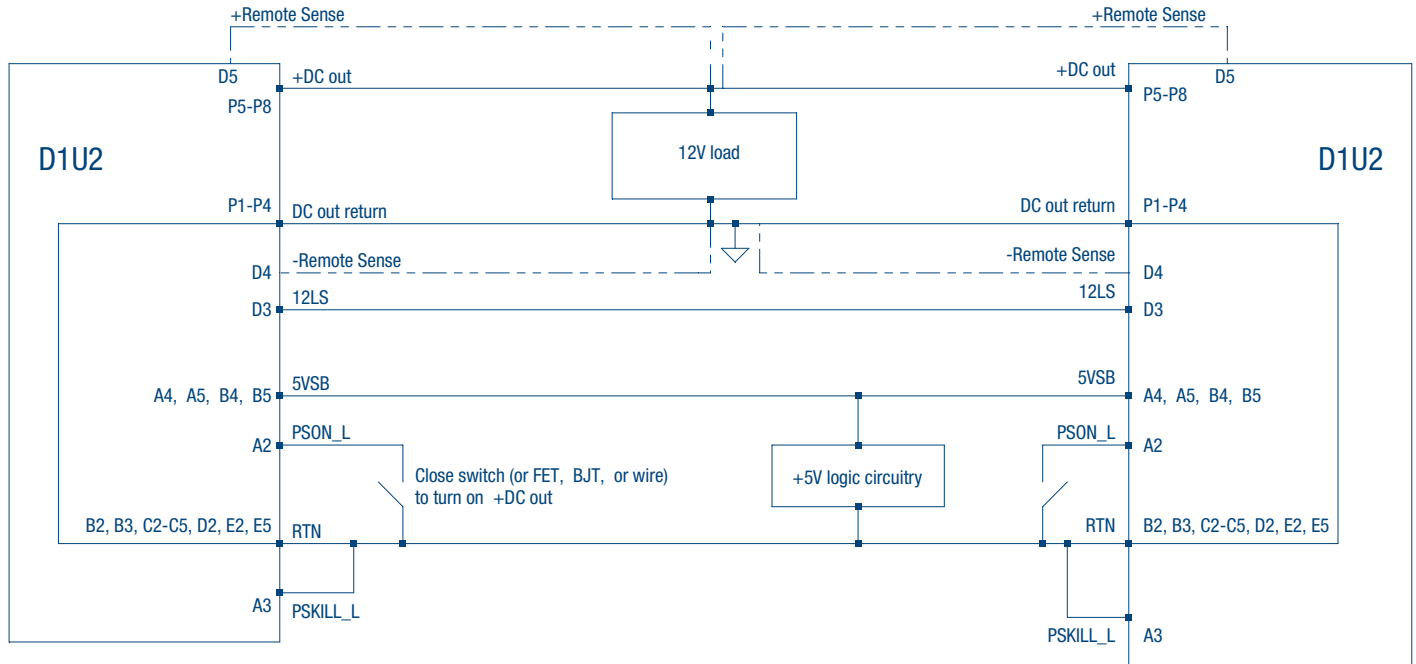 +Remote Sense
+Remote Sense
D5
+DC out
+DC out
D5
P5-P8
P5-P8
D1U2
12V load
D1U2
P1-P4
DC out return
DC out return
P1-P4
-Remote Sense
-Remote Sense
D4
D4
12LS
12LS
D3
D3
5VSB
5VSB
A4, A5, B4, B5
A4, A5, B4, B5
PSON_L
PSON_L
A2
A2
Close switch (or FET, BJT, or wire)
to turn on +DC out
+5V logic circuitry
B2, B3, C2-C5, D2, E2, E5
RTN
RTN
B2, B3, C2-C5, D2, E2, E5
A3
PSKILL_L
PSKILL_L
A3